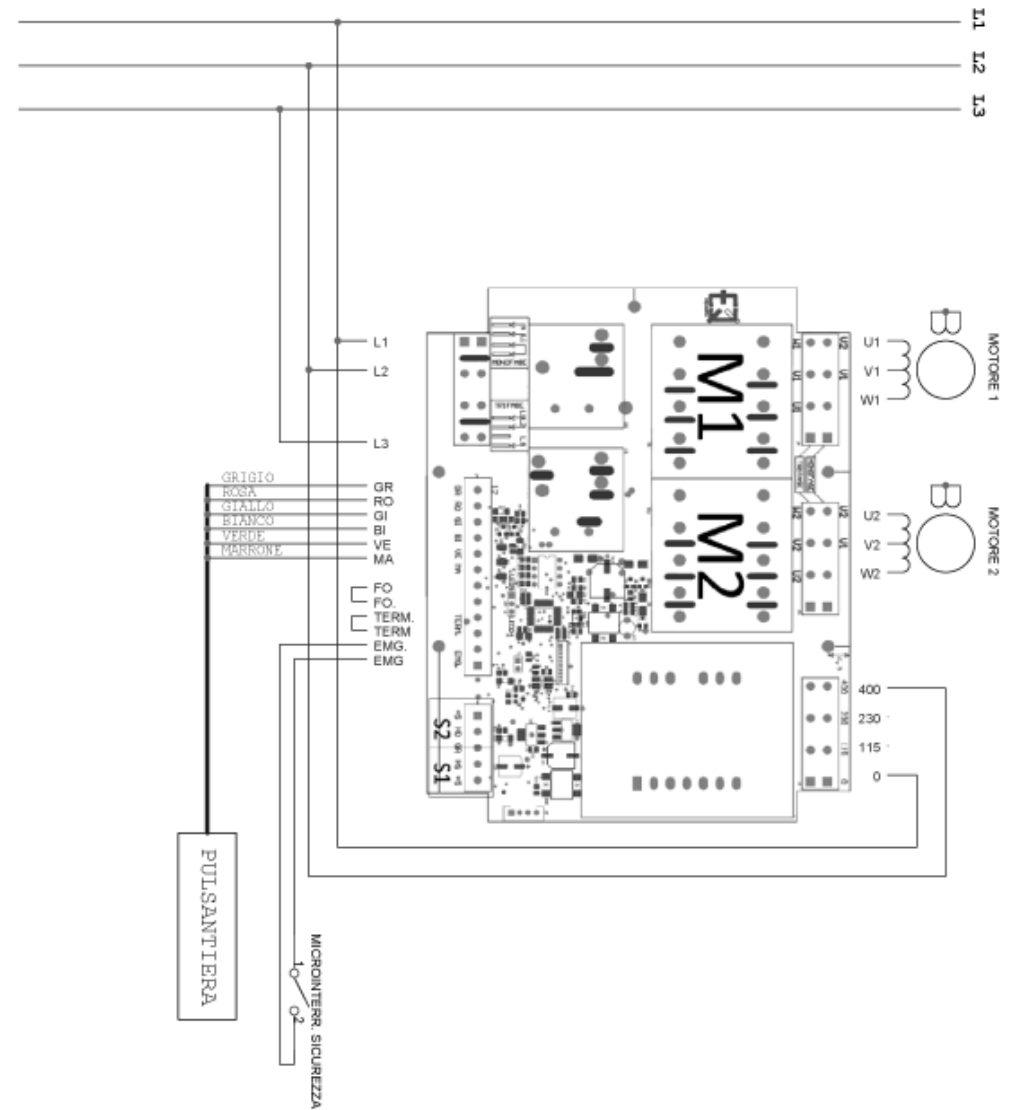 L1
L2
L3
L1
L2
L3
GRIGIO
ROSA
GIALLO
BIANCO
VERDE
MARRONE
GR
RO
GI
BI
VE
MA
FO
FO.
TERM.
TERM
EMG.
EMG
M1
M2
S2
S1
U1
V1
W1
MOTORE 1
U2
V2
W2
MOTORE 2
400
230
115
0
PULSANTIERA
MICROINTERR. SICUREZZA
1
2